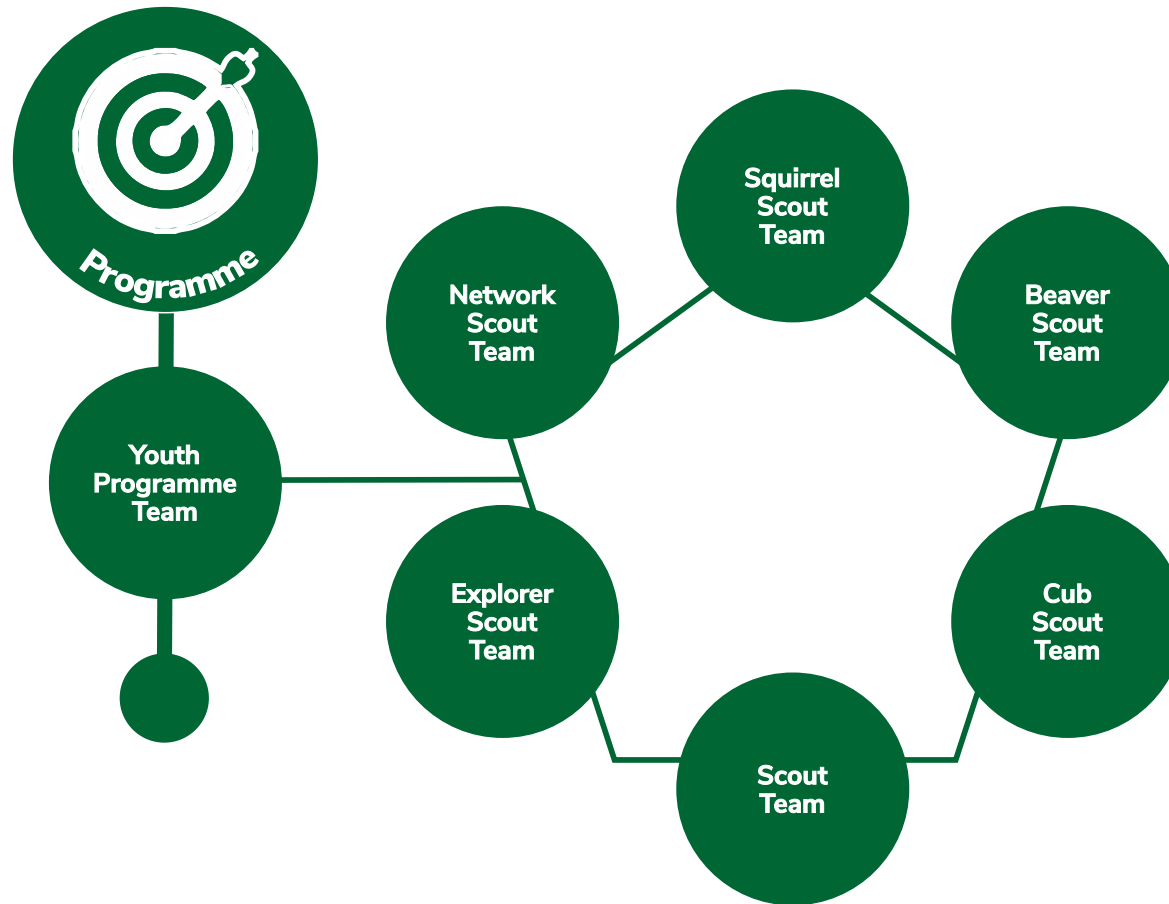 Programme
Youth
Programme
Team
Squirrel
Scout
Team
Network
Scout
Team
Beaver
Scout
Team
Explorer
Scout
Team
Cub
Scout
Team
Scout
Team